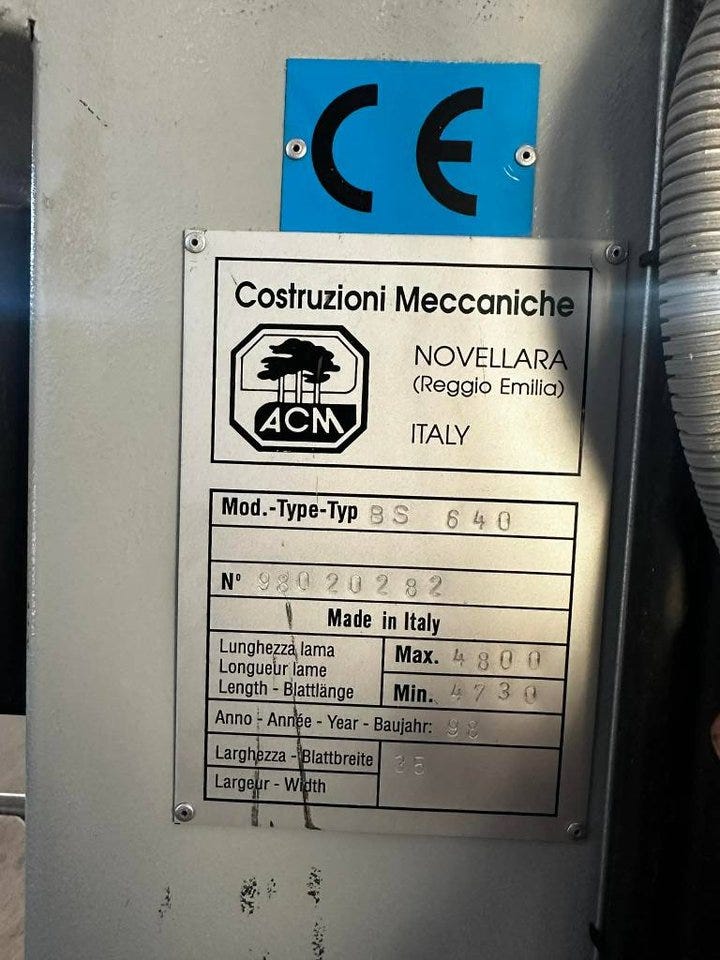 CE
Costruzioni Meccaniche
NOVELLARA
(Reggio Emilia)
ACM
ITALY
Mod.-Type-Typ BS 640
N° 98020282
Made in Italy
Lunghezza lama
Longueur lame
Length - Blattlänge
Max. 4800
Min. 4730
Anno - Année - Year - Baujahr: 98
Larghezza - Blattbreite 35
Largeur - Width